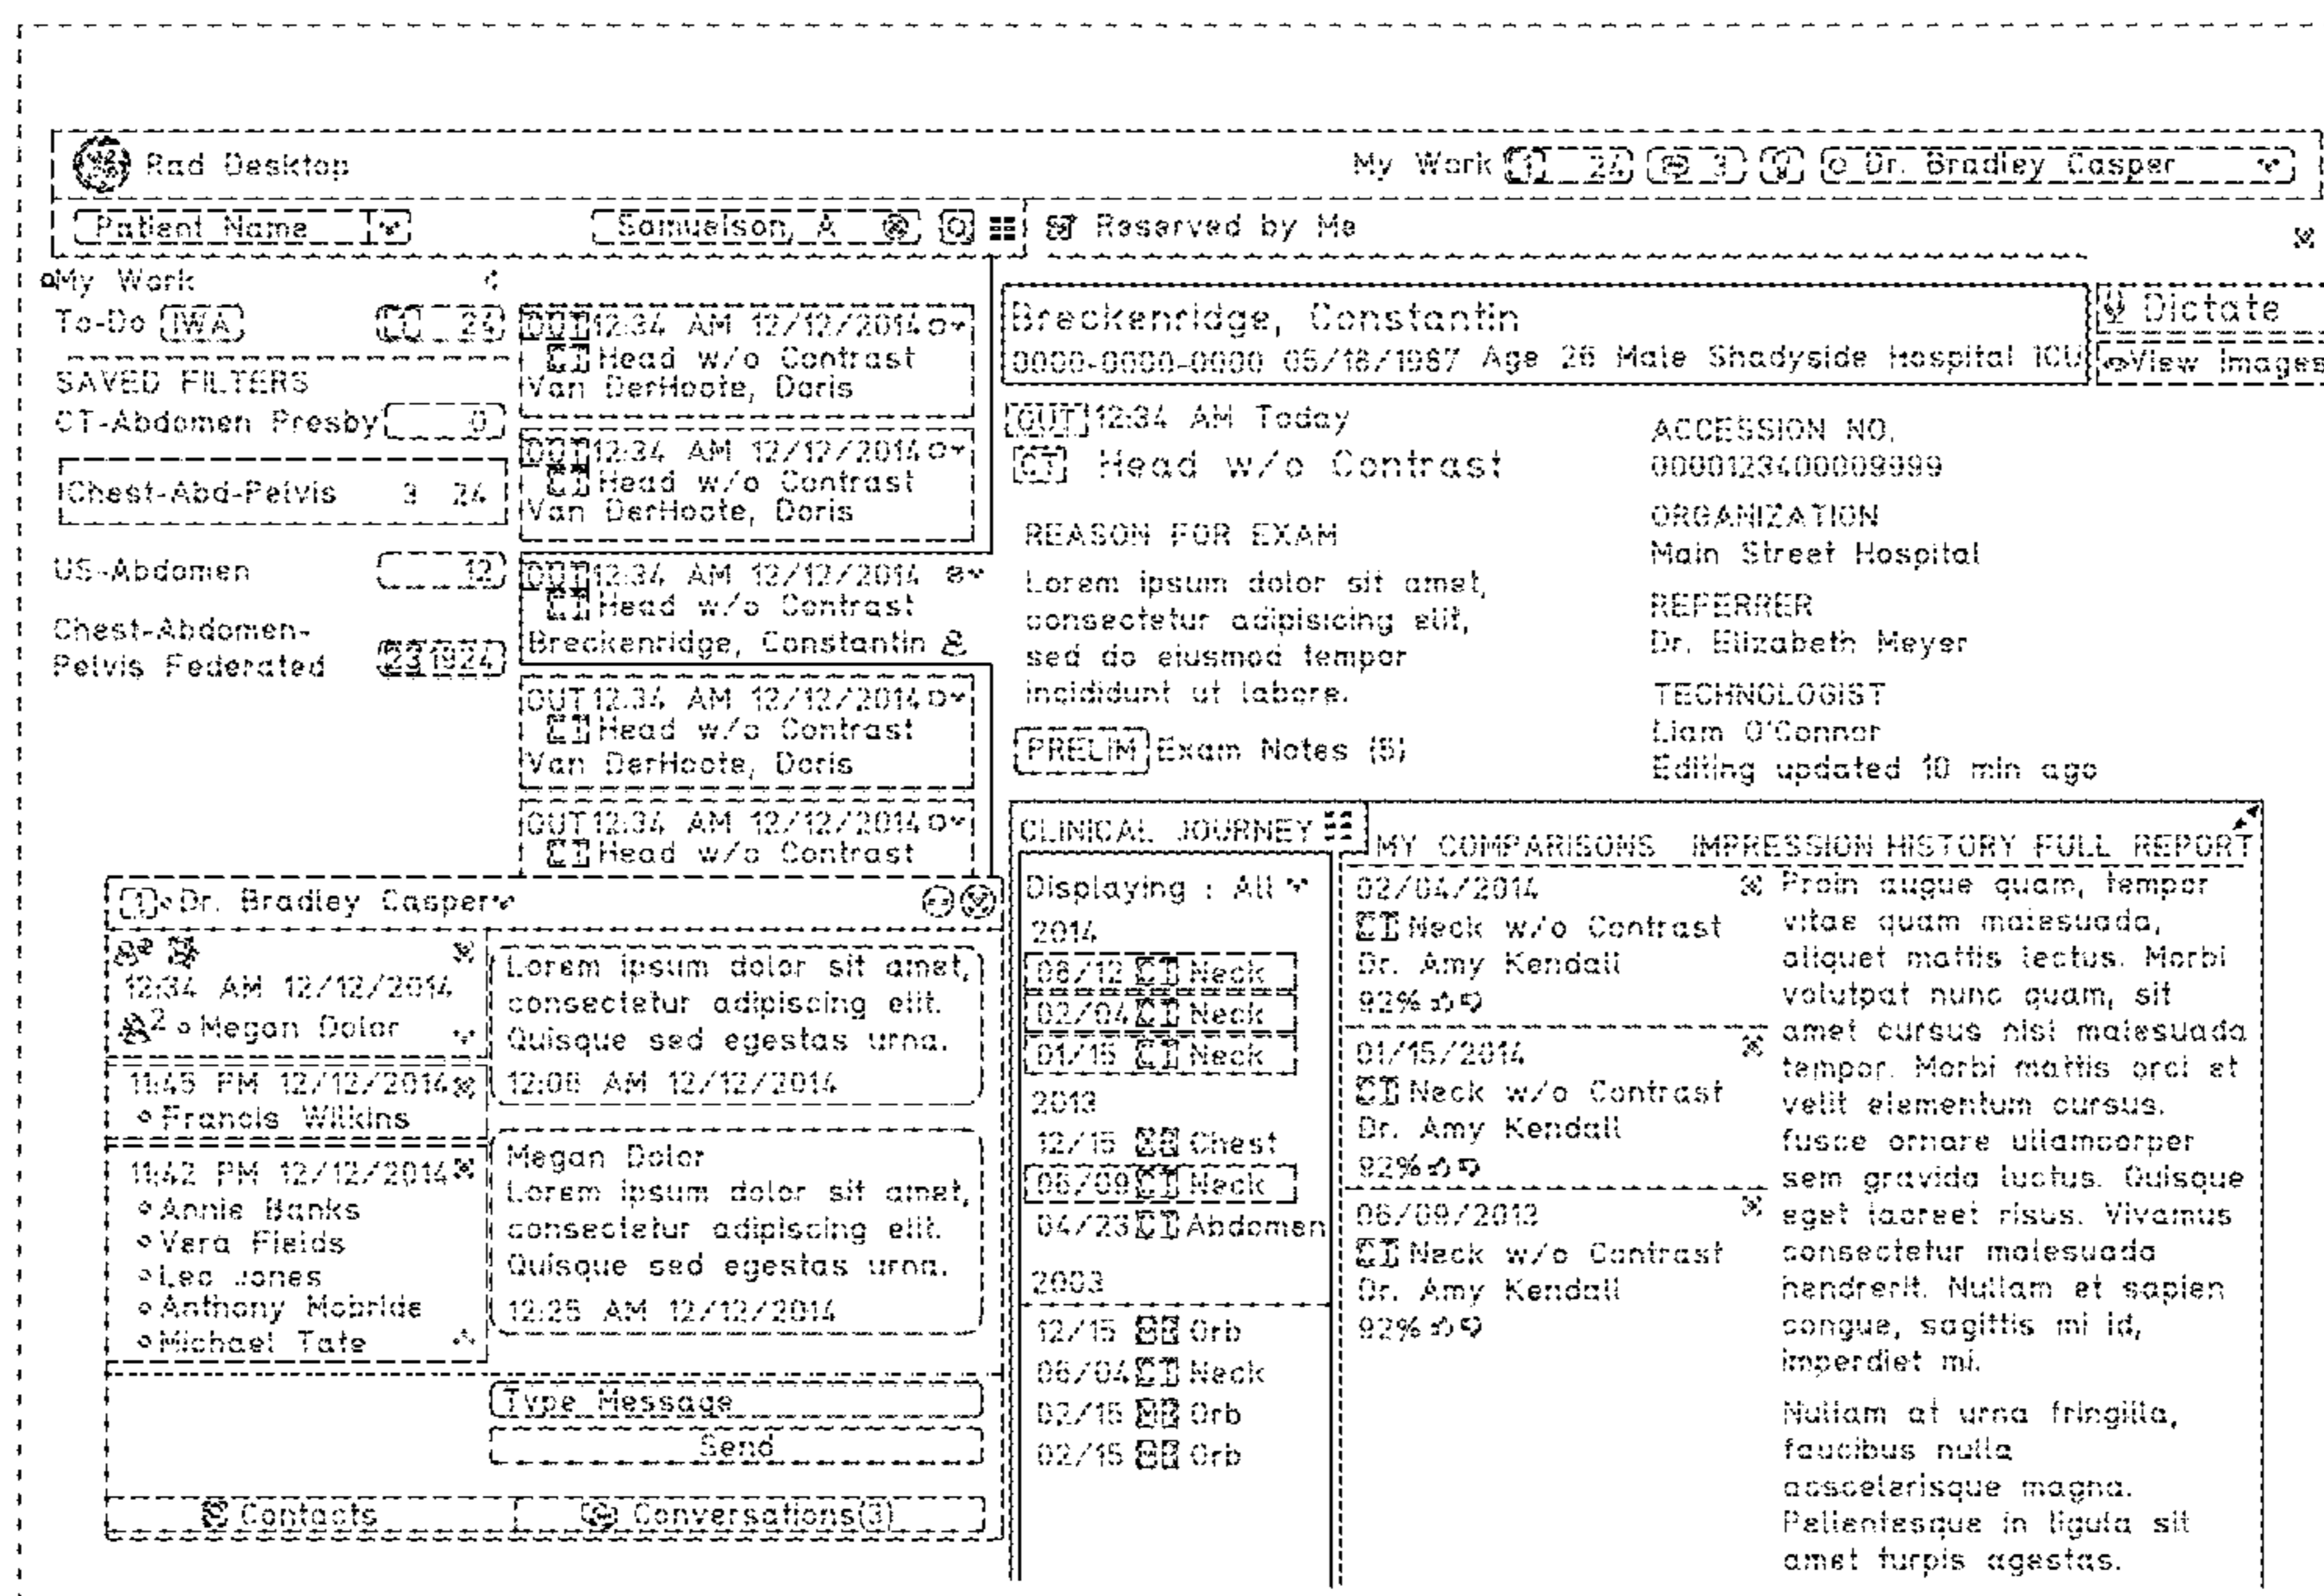 Rad Desktop
My Work 1 24 3 Dr. Bradley Casper
Patient Name Samuelson, A
Reserved by Me
My Work
To-Do IWA 1 24
SAVED FILTERS
CT-Abdomen Presby 0
Chest-Abd-Pelvis 3 24
US-Abdomen 12
Chest-Abdomen-
Pelvis Federated 23 1924
OUT 12:34 AM 12/12/2014
CT Head w/o Contrast
Van DerHoote, Doris
OUT 12:34 AM 12/12/2014
CT Head w/o Contrast
Van DerHoote, Doris
OUT 12:34 AM 12/12/2014
CT Head w/o Contrast
Breckenridge, Constantin
OUT 12:34 AM 12/12/2014
CT Head w/o Contrast
Van DerHoote, Doris
OUT 12:34 AM 12/12/2014
CT Head w/o Contrast
Breckenridge, Constantin
0000-0000-0000 05/18/1987 Age 26 Male Shadyside Hospital ICU
Dictate
View Images
OUT 12:34 AM Today
CT Head w/o Contrast
REASON FOR EXAM
Lorem ipsum dolor sit amet,
consectetur adipisicing elit,
sed do eiusmod tempor
incididunt ut labore.
PRELIM Exam Notes (5)
ACCESSION NO.
0000123400009999
ORGANIZATION
Main Street Hospital
REFERRER
Dr. Elizabeth Meyer
TECHNOLOGIST
Liam O'Connor
Editing updated 10 min ago
1 Dr. Bradley Casper
12:34 AM 12/12/2014
2 Megan Dolor
11:45 PM 12/12/2014
Francis Wilkins
11:42 PM 12/12/2014
Annie Banks
Vera Fields
Leo Jones
Anthony Mcbride
Michael Tate
Lorem ipsum dolor sit amet,
consectetur adipiscing elit.
Quisque sed egestas urna.
12:08 AM 12/12/2014
Megan Dolor
Lorem ipsum dolor sit amet,
consectetur adipiscing elit.
Quisque sed egestas urna.
12:25 AM 12/12/2014
Type Message
Send
Contacts
Conversations(3)
CLINICAL JOURNEY
Displaying : All
2014
08/12 CT Neck
02/04 CT Neck
01/15 CT Neck
2013
12/15 Chest
06/09 CT Neck
04/23 CT Abdomen
2003
12/15 MR Orb
06/04 CT Neck
02/15 MR Orb
02/15 MR Orb
MY COMPARISONS IMPRESSION HISTORY FULL REPORT
02/04/2014
CT Neck w/o Contrast
Dr. Amy Kendall
92%
01/15/2014
CT Neck w/o Contrast
Dr. Amy Kendall
92%
06/09/2013
CT Neck w/o Contrast
Dr. Amy Kendall
92%
Proin augue quam, tempor
vitae quam malesuada,
aliquet mattis lectus. Morbi
volutpat nunc quam, sit
amet cursus nisi malesuada
tempor. Morbi mattis orci et
velit elementum cursus.
fusce ornare ullamcorper
sem gravida luctus. Quisque
eget laoreet risus. Vivamus
consectetur malesuada
hendrerit. Nullam et sapien
congue, sagittis mi id,
imperdiet mi.
Nullam at urna fringilla,
faucibus nulla
acscelerisque magna.
Pellentesque in ligula sit
amet turpis agestas.